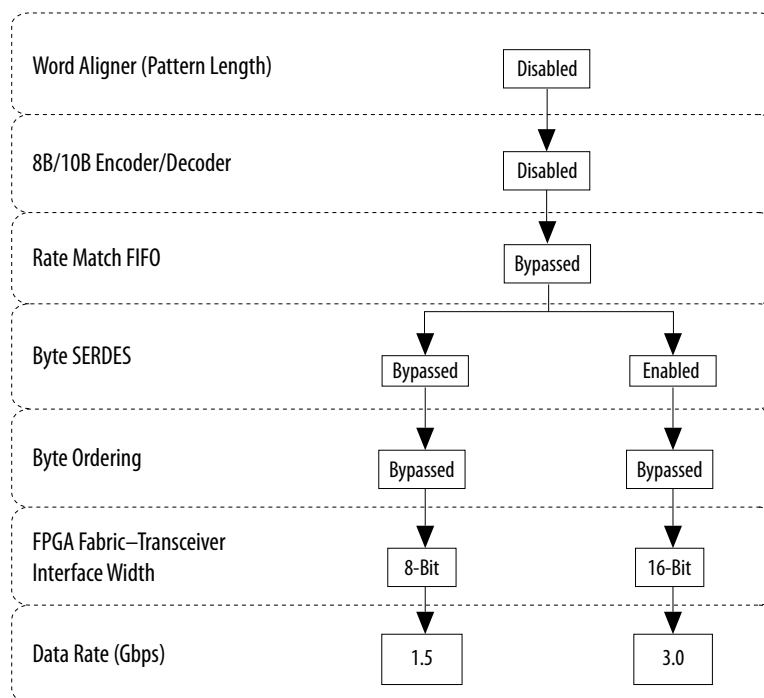 Word Aligner (Pattern Length)
Disabled
8B/10B Encoder/Decoder
Disabled
Rate Match FIFO
Bypassed
Byte SERDES
Bypassed
Enabled
Byte Ordering
Bypassed
Bypassed
FPGA Fabric–Transceiver
Interface Width
8-Bit
16-Bit
Data Rate (Gbps)
1.5
3.0